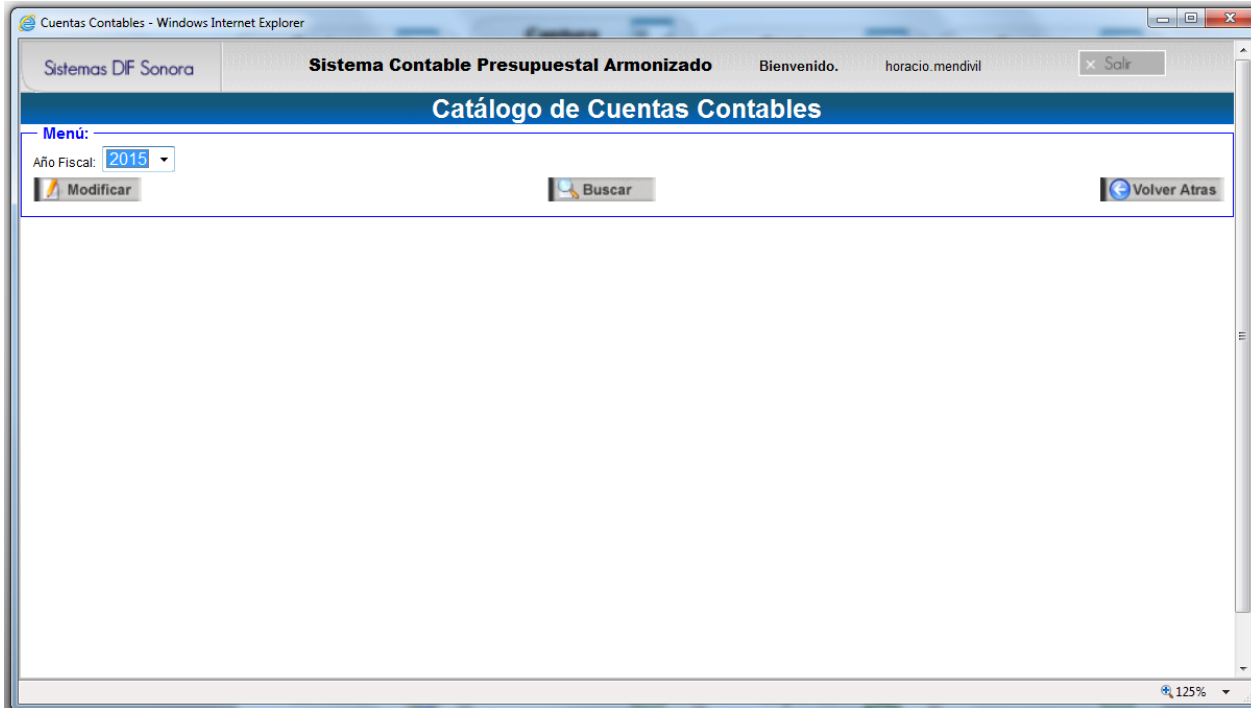 Cuentas Contables - Windows Internet Explorer
Captura
Sistemas DIF Sonora
Sistema Contable Presupuestal Armonizado
Bienvenido.
horacio.mendivil
× Salir
Catálogo de Cuentas Contables
Menú:
Año Fiscal: 2015
Modificar
Buscar
Volver Atras
125%